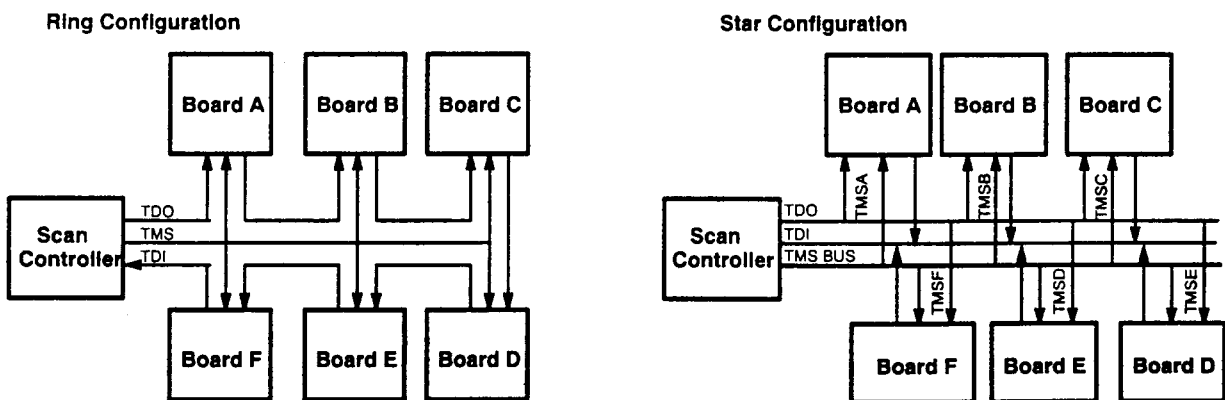 Ring Configuration
Board A
Board B
Board C
Scan
Controller
TDO
TMS
TDI
Board F
Board E
Board D
Star Configuration
Board A
Board B
Board C
TMSA
TMSB
TMSC
Scan
Controller
TDO
TDI
TMS BUS
TMSF
TMSD
TMSE
Board F
Board E
Board D